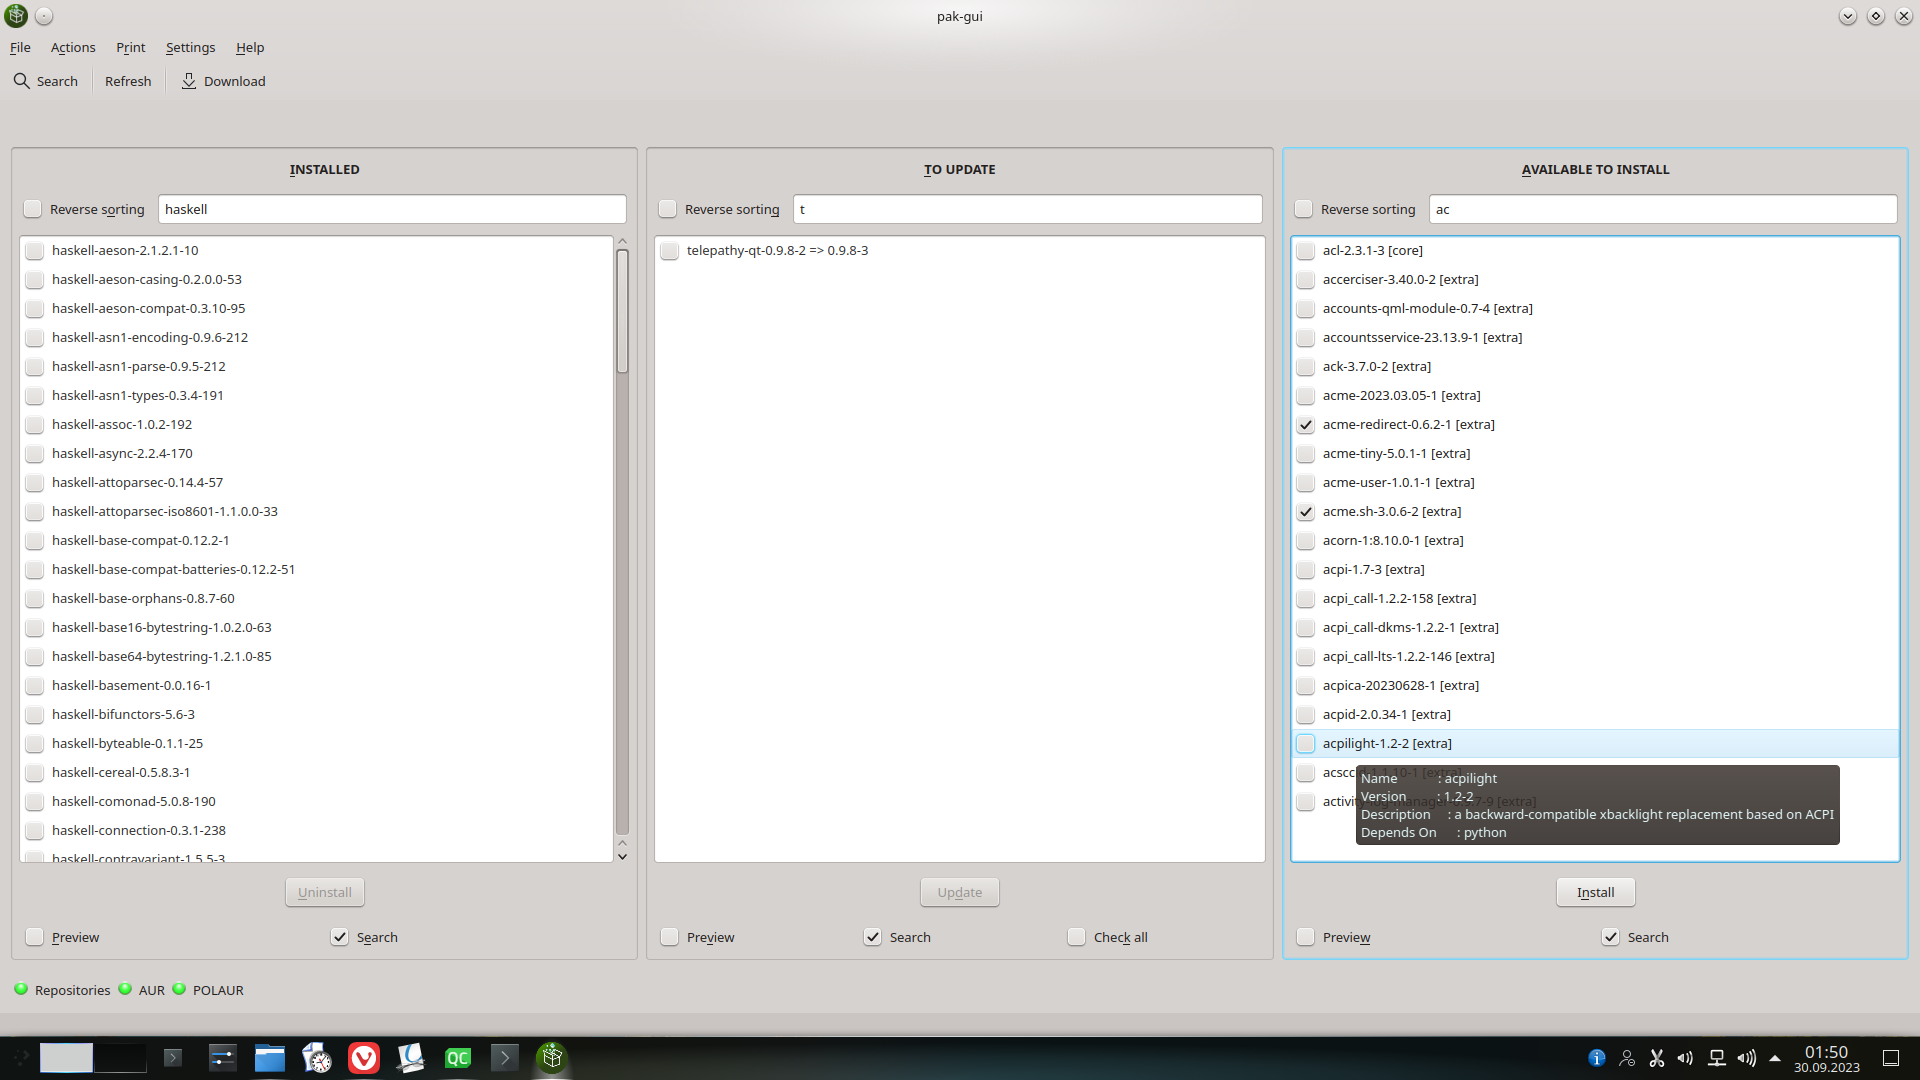 pak-gui
File Actions Print Settings Help
Search Refresh Download
INSTALLED
Reverse sorting haskell
haskell-aeson-2.1.2.1-10
haskell-aeson-casing-0.2.0.0-53
haskell-aeson-compat-0.3.10-95
haskell-asn1-encoding-0.9.6-212
haskell-asn1-parse-0.9.5-212
haskell-asn1-types-0.3.4-191
haskell-assoc-1.0.2-192
haskell-async-2.2.4-170
haskell-attoparsec-0.14.4-57
haskell-attoparsec-iso8601-1.1.0.0-33
haskell-base-compat-0.12.2-1
haskell-base-compat-batteries-0.12.2-51
haskell-base-orphans-0.8.7-60
haskell-base16-bytestring-1.0.2.0-63
haskell-base64-bytestring-1.2.1.0-85
haskell-basement-0.0.16-1
haskell-bifunctors-5.6-3
haskell-byteable-0.1.1-25
haskell-cereal-0.5.8.3-1
haskell-comonad-5.0.8-190
haskell-connection-0.3.1-238
haskell-contravariant-1.5.5-3
Uninstall
Preview Search
TO UPDATE
Reverse sorting t
telepathy-qt-0.9.8-2 => 0.9.8-3
Update
Preview Search Check all
AVAILABLE TO INSTALL
Reverse sorting ac
acl-2.3.1-3 [core]
accerciser-3.40.0-2 [extra]
accounts-qml-module-0.7-4 [extra]
accountsservice-23.13.9-1 [extra]
ack-3.7.0-2 [extra]
acme-2023.03.05-1 [extra]
acme-redirect-0.6.2-1 [extra]
acme-tiny-5.0.1-1 [extra]
acme-user-1.0.1-1 [extra]
acme.sh-3.0.6-2 [extra]
acorn-1:8.10.0-1 [extra]
acpi-1.7-3 [extra]
acpi_call-1.2.2-158 [extra]
acpi_call-dkms-1.2.2-1 [extra]
acpi_call-lts-1.2.2-146 [extra]
acpica-20230628-1 [extra]
acpid-2.0.34-1 [extra]
acpilight-1.2-2 [extra]
Name : acpilight
Version : 1.2-2
Description : a backward-compatible xbacklight replacement based on ACPI
Depends On : python
Install
Preview Search
Repositories AUR POLAUR
QC
01:50
30.09.2023